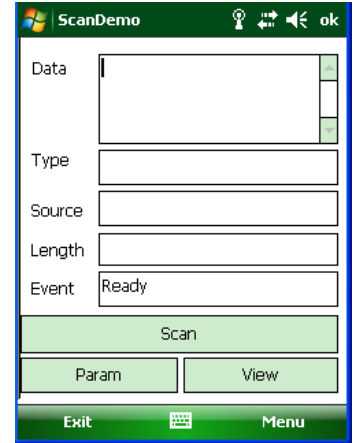 ScanDemo ok
Data
Type
Source
Length
Event Ready
Scan
Param View
Exit Menu